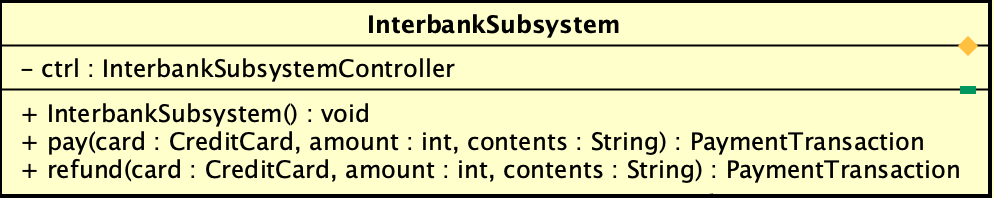 InterbankSubsystem
– ctrl : InterbankSubsystemController
+ InterbankSubsystem() : void
+ pay(card : CreditCard, amount : int, contents : String) : PaymentTransaction
+ refund(card : CreditCard, amount : int, contents : String) : PaymentTransaction